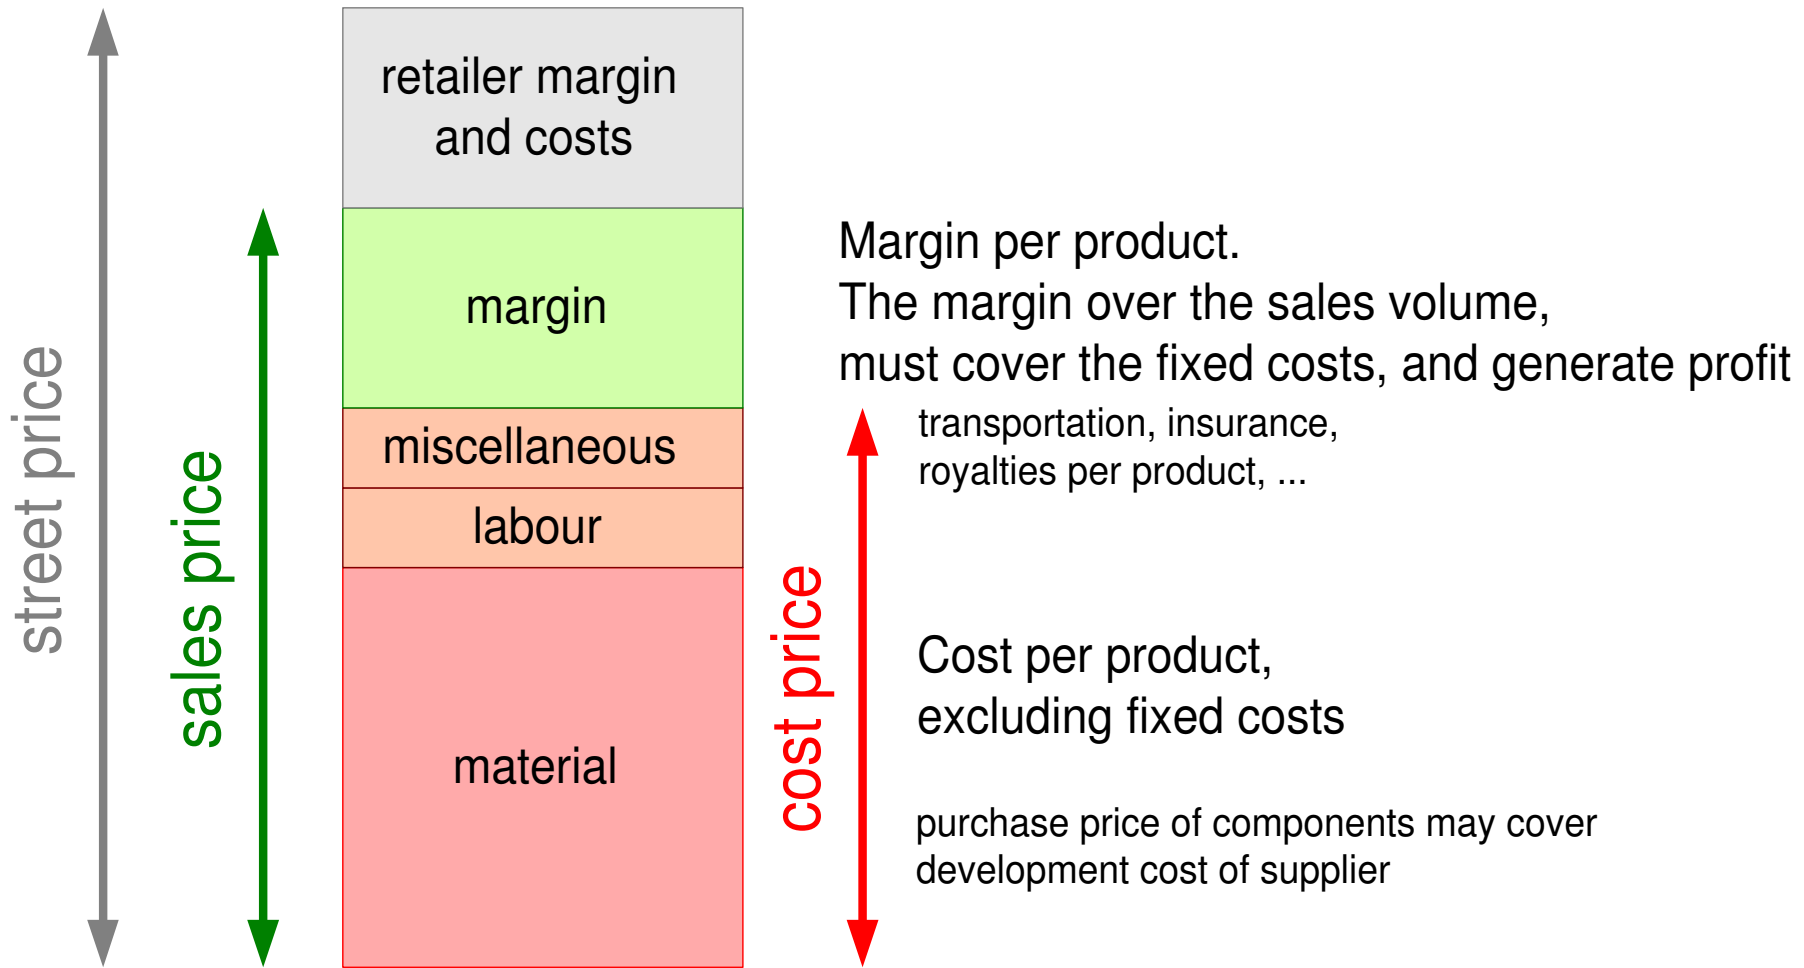 street price
sales price
retailer margin
and costs
margin
miscellaneous
labour
material
cost price
Margin per product.
The margin over the sales volume,
must cover the fixed costs, and generate profit
transportation, insurance,
royalties per product, ...
Cost per product,
excluding fixed costs
purchase price of components may cover
development cost of supplier